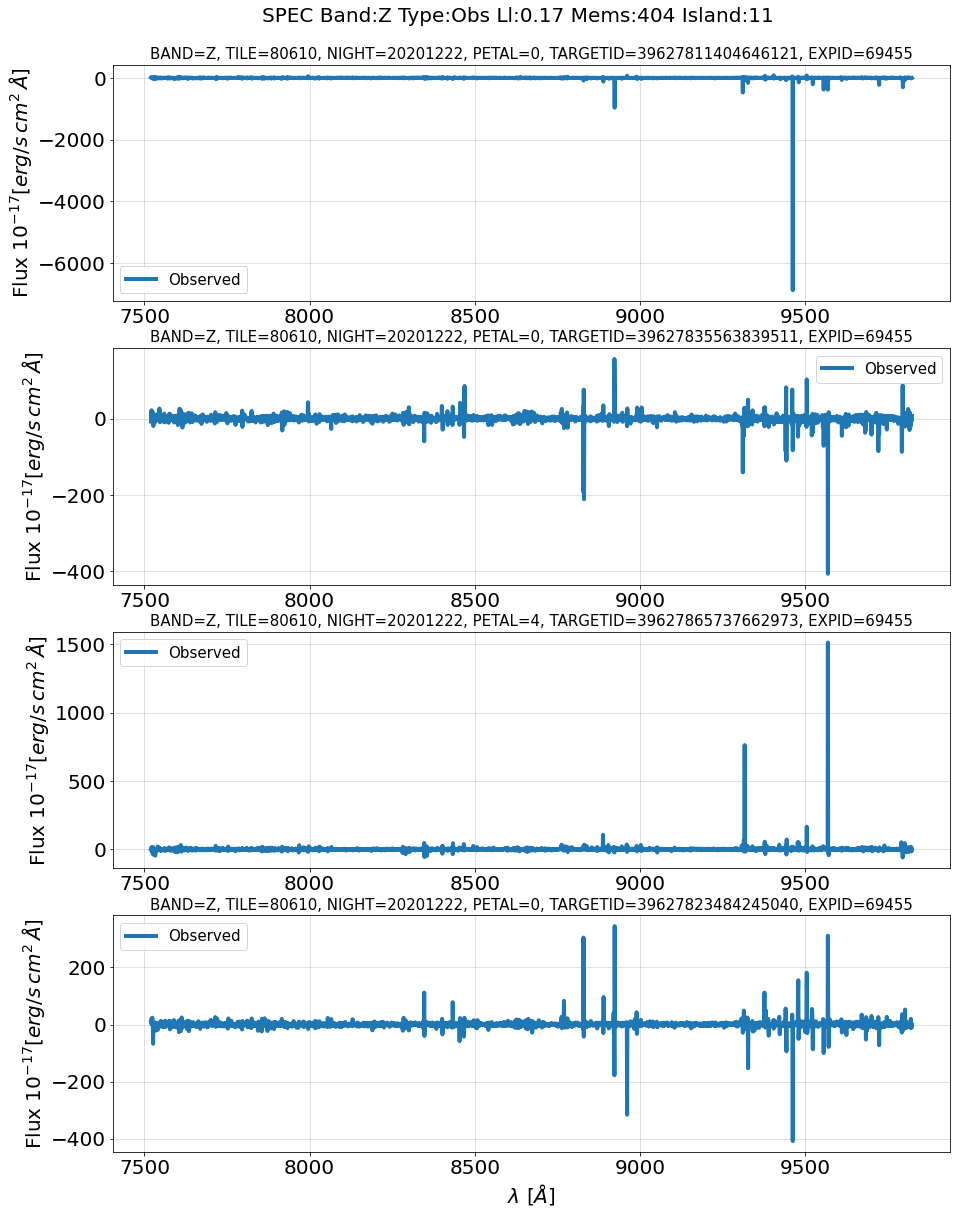 SPEC Band:Z Type:Obs Ll:0.17 Mems:404 Island:11
BAND=Z, TILE=80610, NIGHT=20201222, PETAL=0, TARGETID=39627811404646121, EXPID=69455
Flux 10⁻¹⁷[erg/s cm² Å]
0
−2000
−4000
−6000
Observed
7500 8000 8500 9000 9500
BAND=Z, TILE=80610, NIGHT=20201222, PETAL=0, TARGETID=39627835563839511, EXPID=69455
Flux 10⁻¹⁷[erg/s cm² Å]
Observed
0
−200
−400
7500 8000 8500 9000 9500
BAND=Z, TILE=80610, NIGHT=20201222, PETAL=4, TARGETID=39627865737662973, EXPID=69455
Flux 10⁻¹⁷[erg/s cm² Å]
Observed
1500
1000
500
0
7500 8000 8500 9000 9500
BAND=Z, TILE=80610, NIGHT=20201222, PETAL=0, TARGETID=39627823484245040, EXPID=69455
Flux 10⁻¹⁷[erg/s cm² Å]
Observed
200
0
−200
−400
7500 8000 8500 9000 9500
λ [Å]